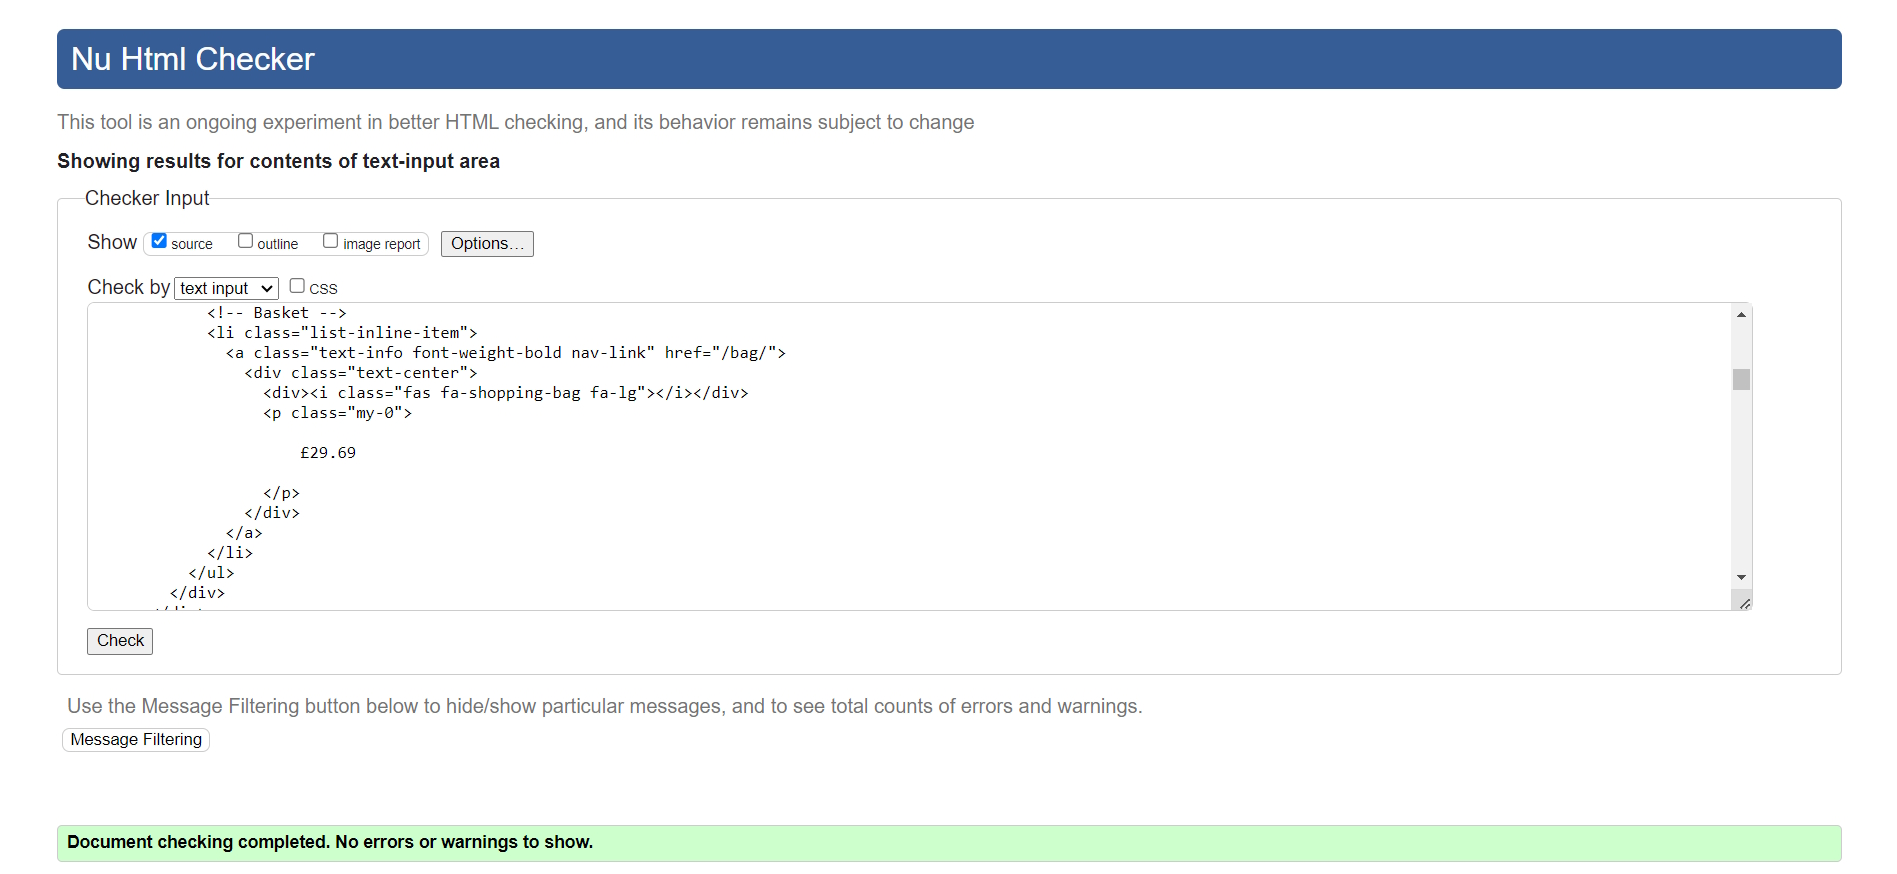 Nu Html Checker
This tool is an ongoing experiment in better HTML checking, and its behavior remains subject to change
Showing results for contents of text-input area
Checker Input
Show source outline image report Options...
Check by text input CSS
<!-- Basket -->
<li class="list-inline-item">
<a class="text-info font-weight-bold nav-link" href="/bag/">
<div class="text-center">
<div><i class="fas fa-shopping-bag fa-lg"></i></div>
<p class="my-0">
£29.69
</p>
</div>
</a>
</li>
</ul>
</div>
Check
Use the Message Filtering button below to hide/show particular messages, and to see total counts of errors and warnings.
Message Filtering
Document checking completed. No errors or warnings to show.